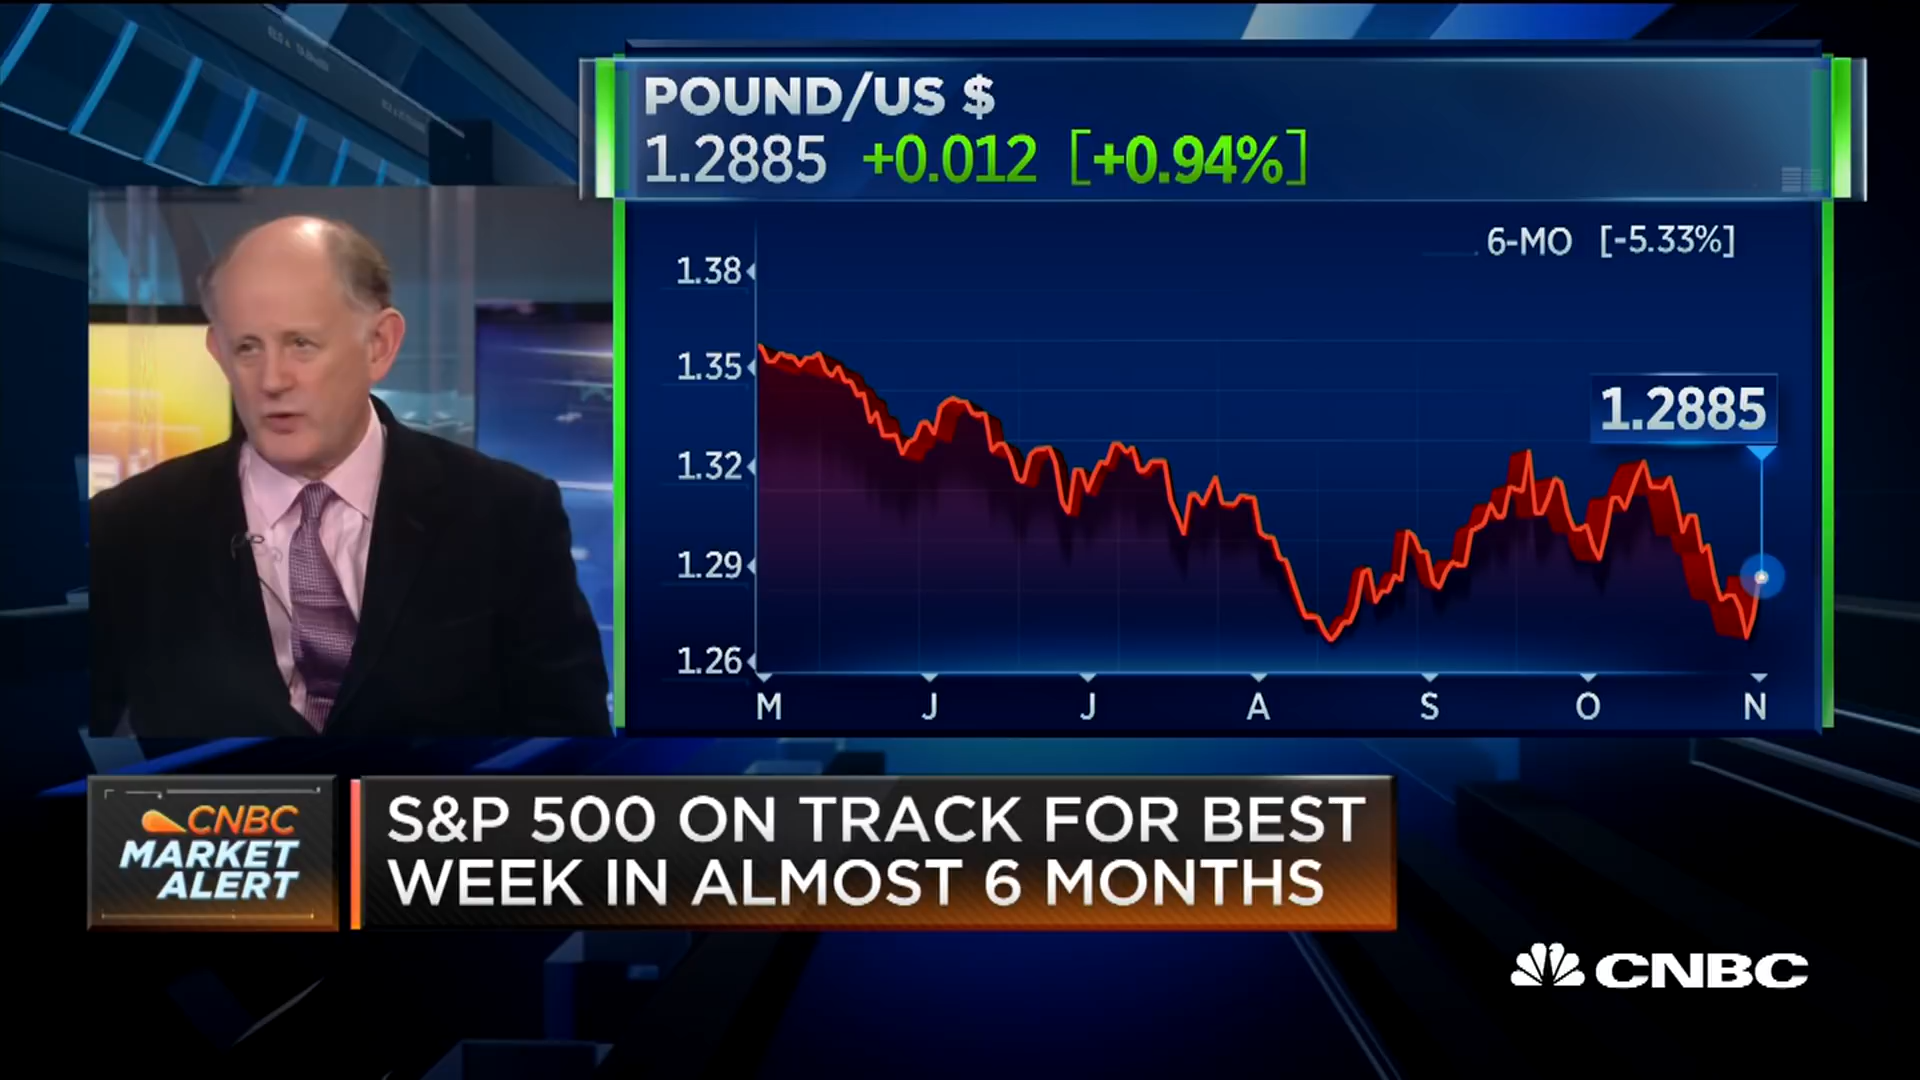 POUND/US $
1.2885 +0.012 [+0.94%]
6-MO [-5.33%]
1.38
1.35
1.32
1.29
1.26
1.2885
M J J A S O N
CNBC
MARKET
ALERT
S&P 500 ON TRACK FOR BEST
WEEK IN ALMOST 6 MONTHS
CNBC